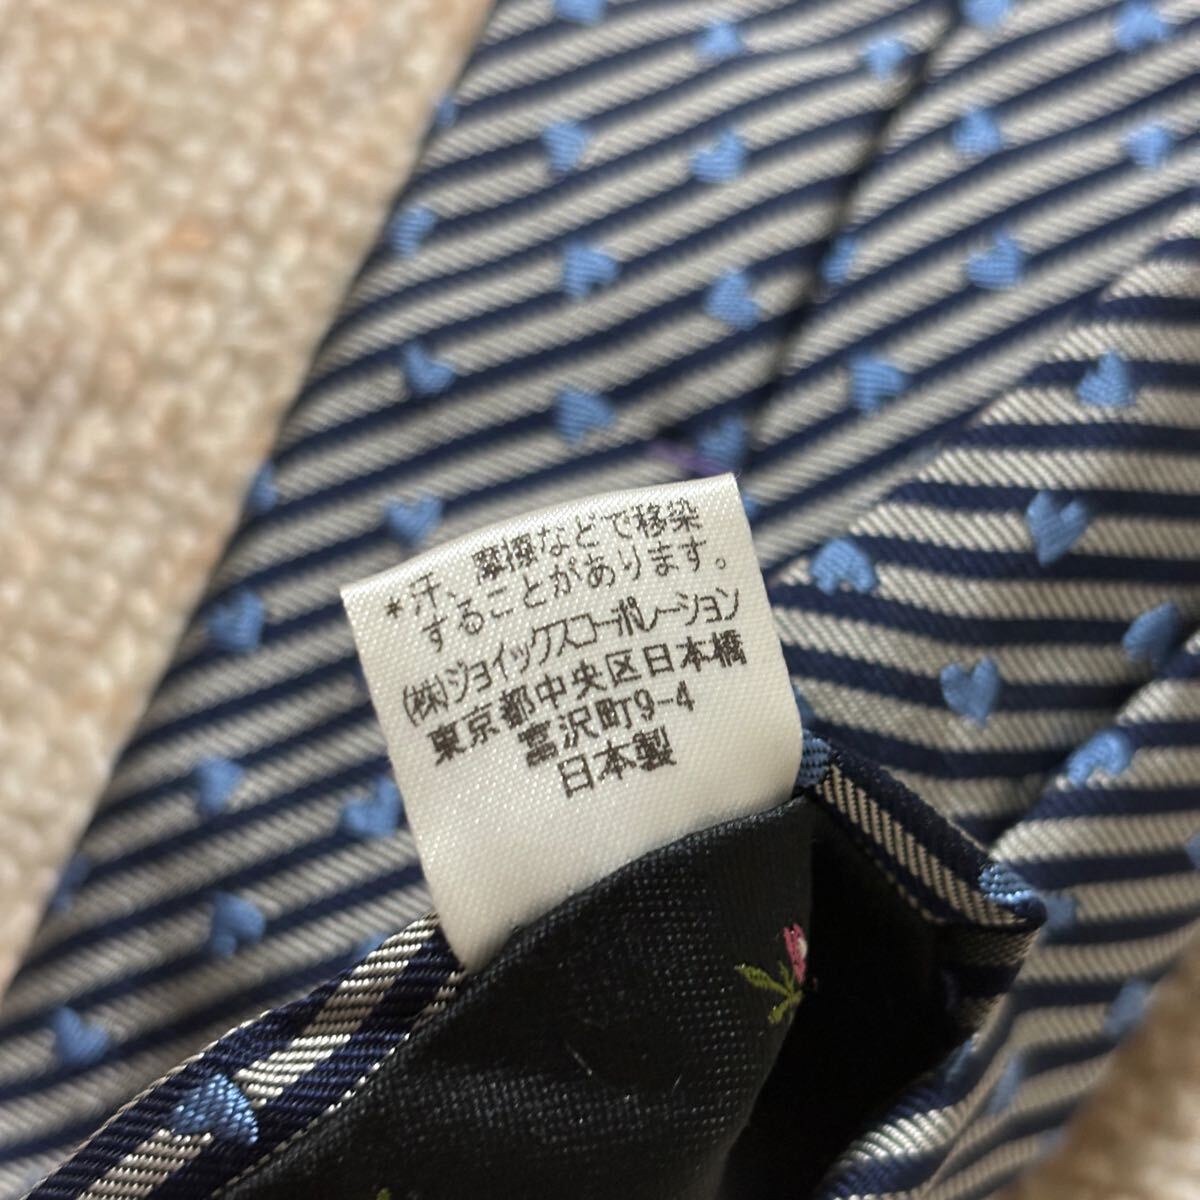 *汗、摩擦などで移染
することがあります。
(株)ジョイックスコーポレーション
東京都中央区日本橋
富沢町9-4
日本製